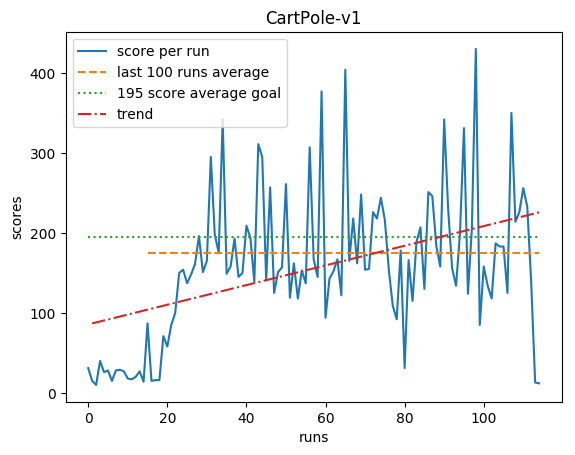 CartPole-v1
score per run
last 100 runs average
195 score average goal
trend
scores
400
300
200
100
0
0 20 40 60 80 100
runs